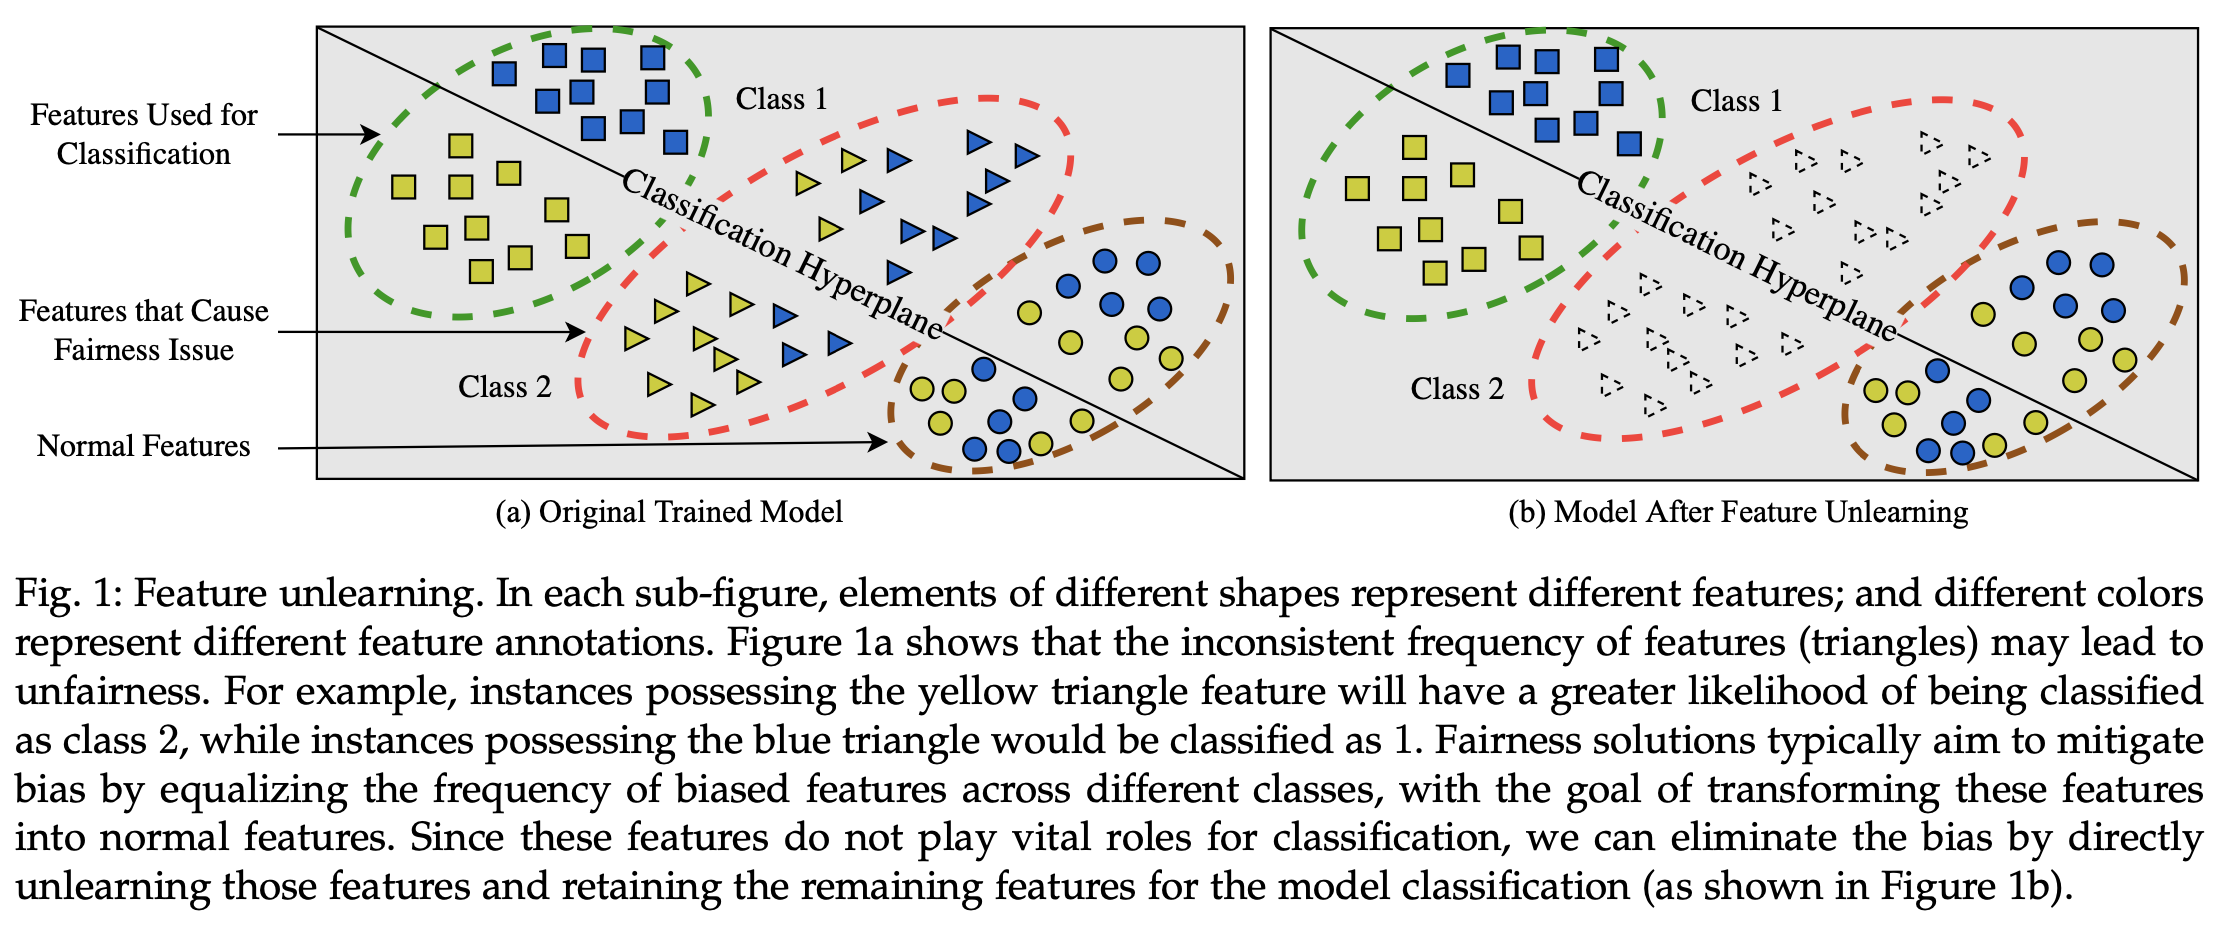 Features Used for
Classification
Features that Cause
Fairness Issue
Normal Features
Class 1
Classification Hyperplane
Class 2
Class 1
Classification Hyperplane
Class 2
(a) Original Trained Model
(b) Model After Feature Unlearning
Fig. 1: Feature unlearning. In each sub-figure, elements of different shapes represent different features; and different colors
represent different feature annotations. Figure 1a shows that the inconsistent frequency of features (triangles) may lead to
unfairness. For example, instances possessing the yellow triangle feature will have a greater likelihood of being classified
as class 2, while instances possessing the blue triangle would be classified as 1. Fairness solutions typically aim to mitigate
bias by equalizing the frequency of biased features across different classes, with the goal of transforming these features
into normal features. Since these features do not play vital roles for classification, we can eliminate the bias by directly
unlearning those features and retaining the remaining features for the model classification (as shown in Figure 1b).